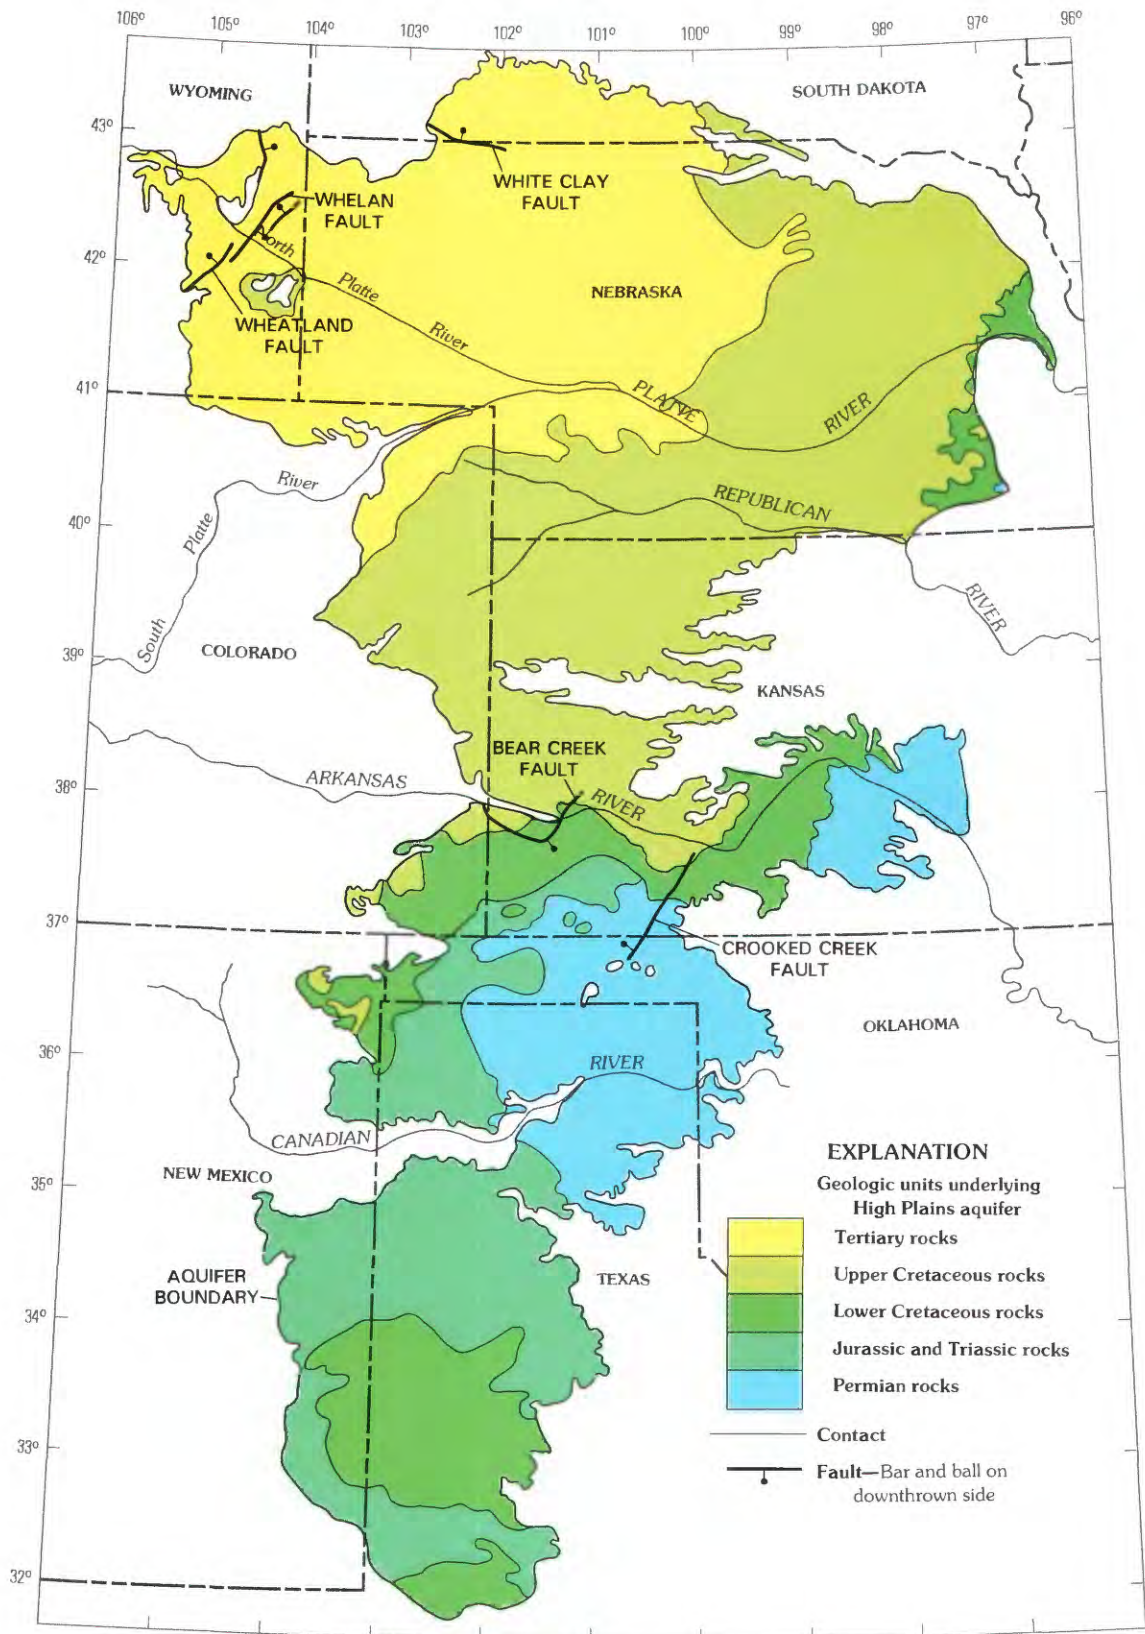 106°
105°
104°
103°
102°
101°
100°
99°
98°
97°
96°
WYOMING
SOUTH DAKOTA
43°
WHITE CLAY
FAULT
WHELAN
FAULT
North
42°
Platte
NEBRASKA
WHEATLAND
FAULT
River
41°
PLATTE
RIVER
River
REPUBLICAN
40°
Platte
RIVER
South
COLORADO
39°
KANSAS
BEAR CREEK
FAULT
ARKANSAS
RIVER
38°
37°
CROOKED CREEK
FAULT
OKLAHOMA
36°
RIVER
CANADIAN
NEW MEXICO
35°
AQUIFER
BOUNDARY
TEXAS
34°
33°
32°
EXPLANATION
Geologic units underlying
High Plains aquifer
Tertiary rocks
Upper Cretaceous rocks
Lower Cretaceous rocks
Jurassic and Triassic rocks
Permian rocks
Contact
Fault—Bar and ball on
downthrown side